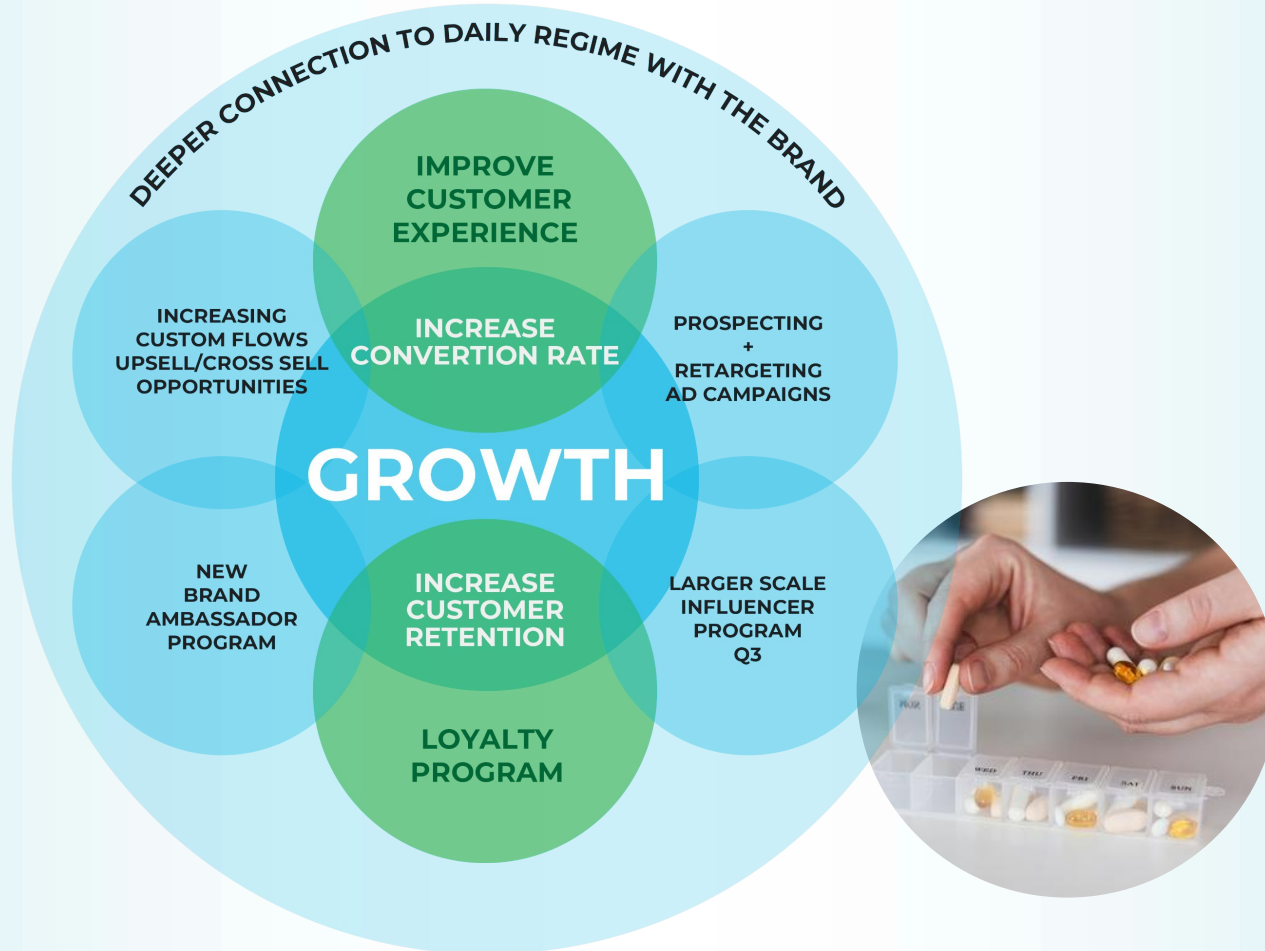 DEEPER CONNECTION TO DAILY REGIME WITH THE BRAND
IMPROVE
CUSTOMER
EXPERIENCE
INCREASE
CONVERTION RATE
INCREASING
CUSTOM FLOWS
UPSELL/CROSS SELL
OPPORTUNITIES
PROSPECTING
+
RETARGETING
AD CAMPAIGNS
GROWTH
NEW
BRAND
AMBASSADOR
PROGRAM
INCREASE
CUSTOMER
RETENTION
LARGER SCALE
INFLUENCER
PROGRAM
Q3
LOYALTY
PROGRAM
MON
WED
THU
FRI
SAT
SUN